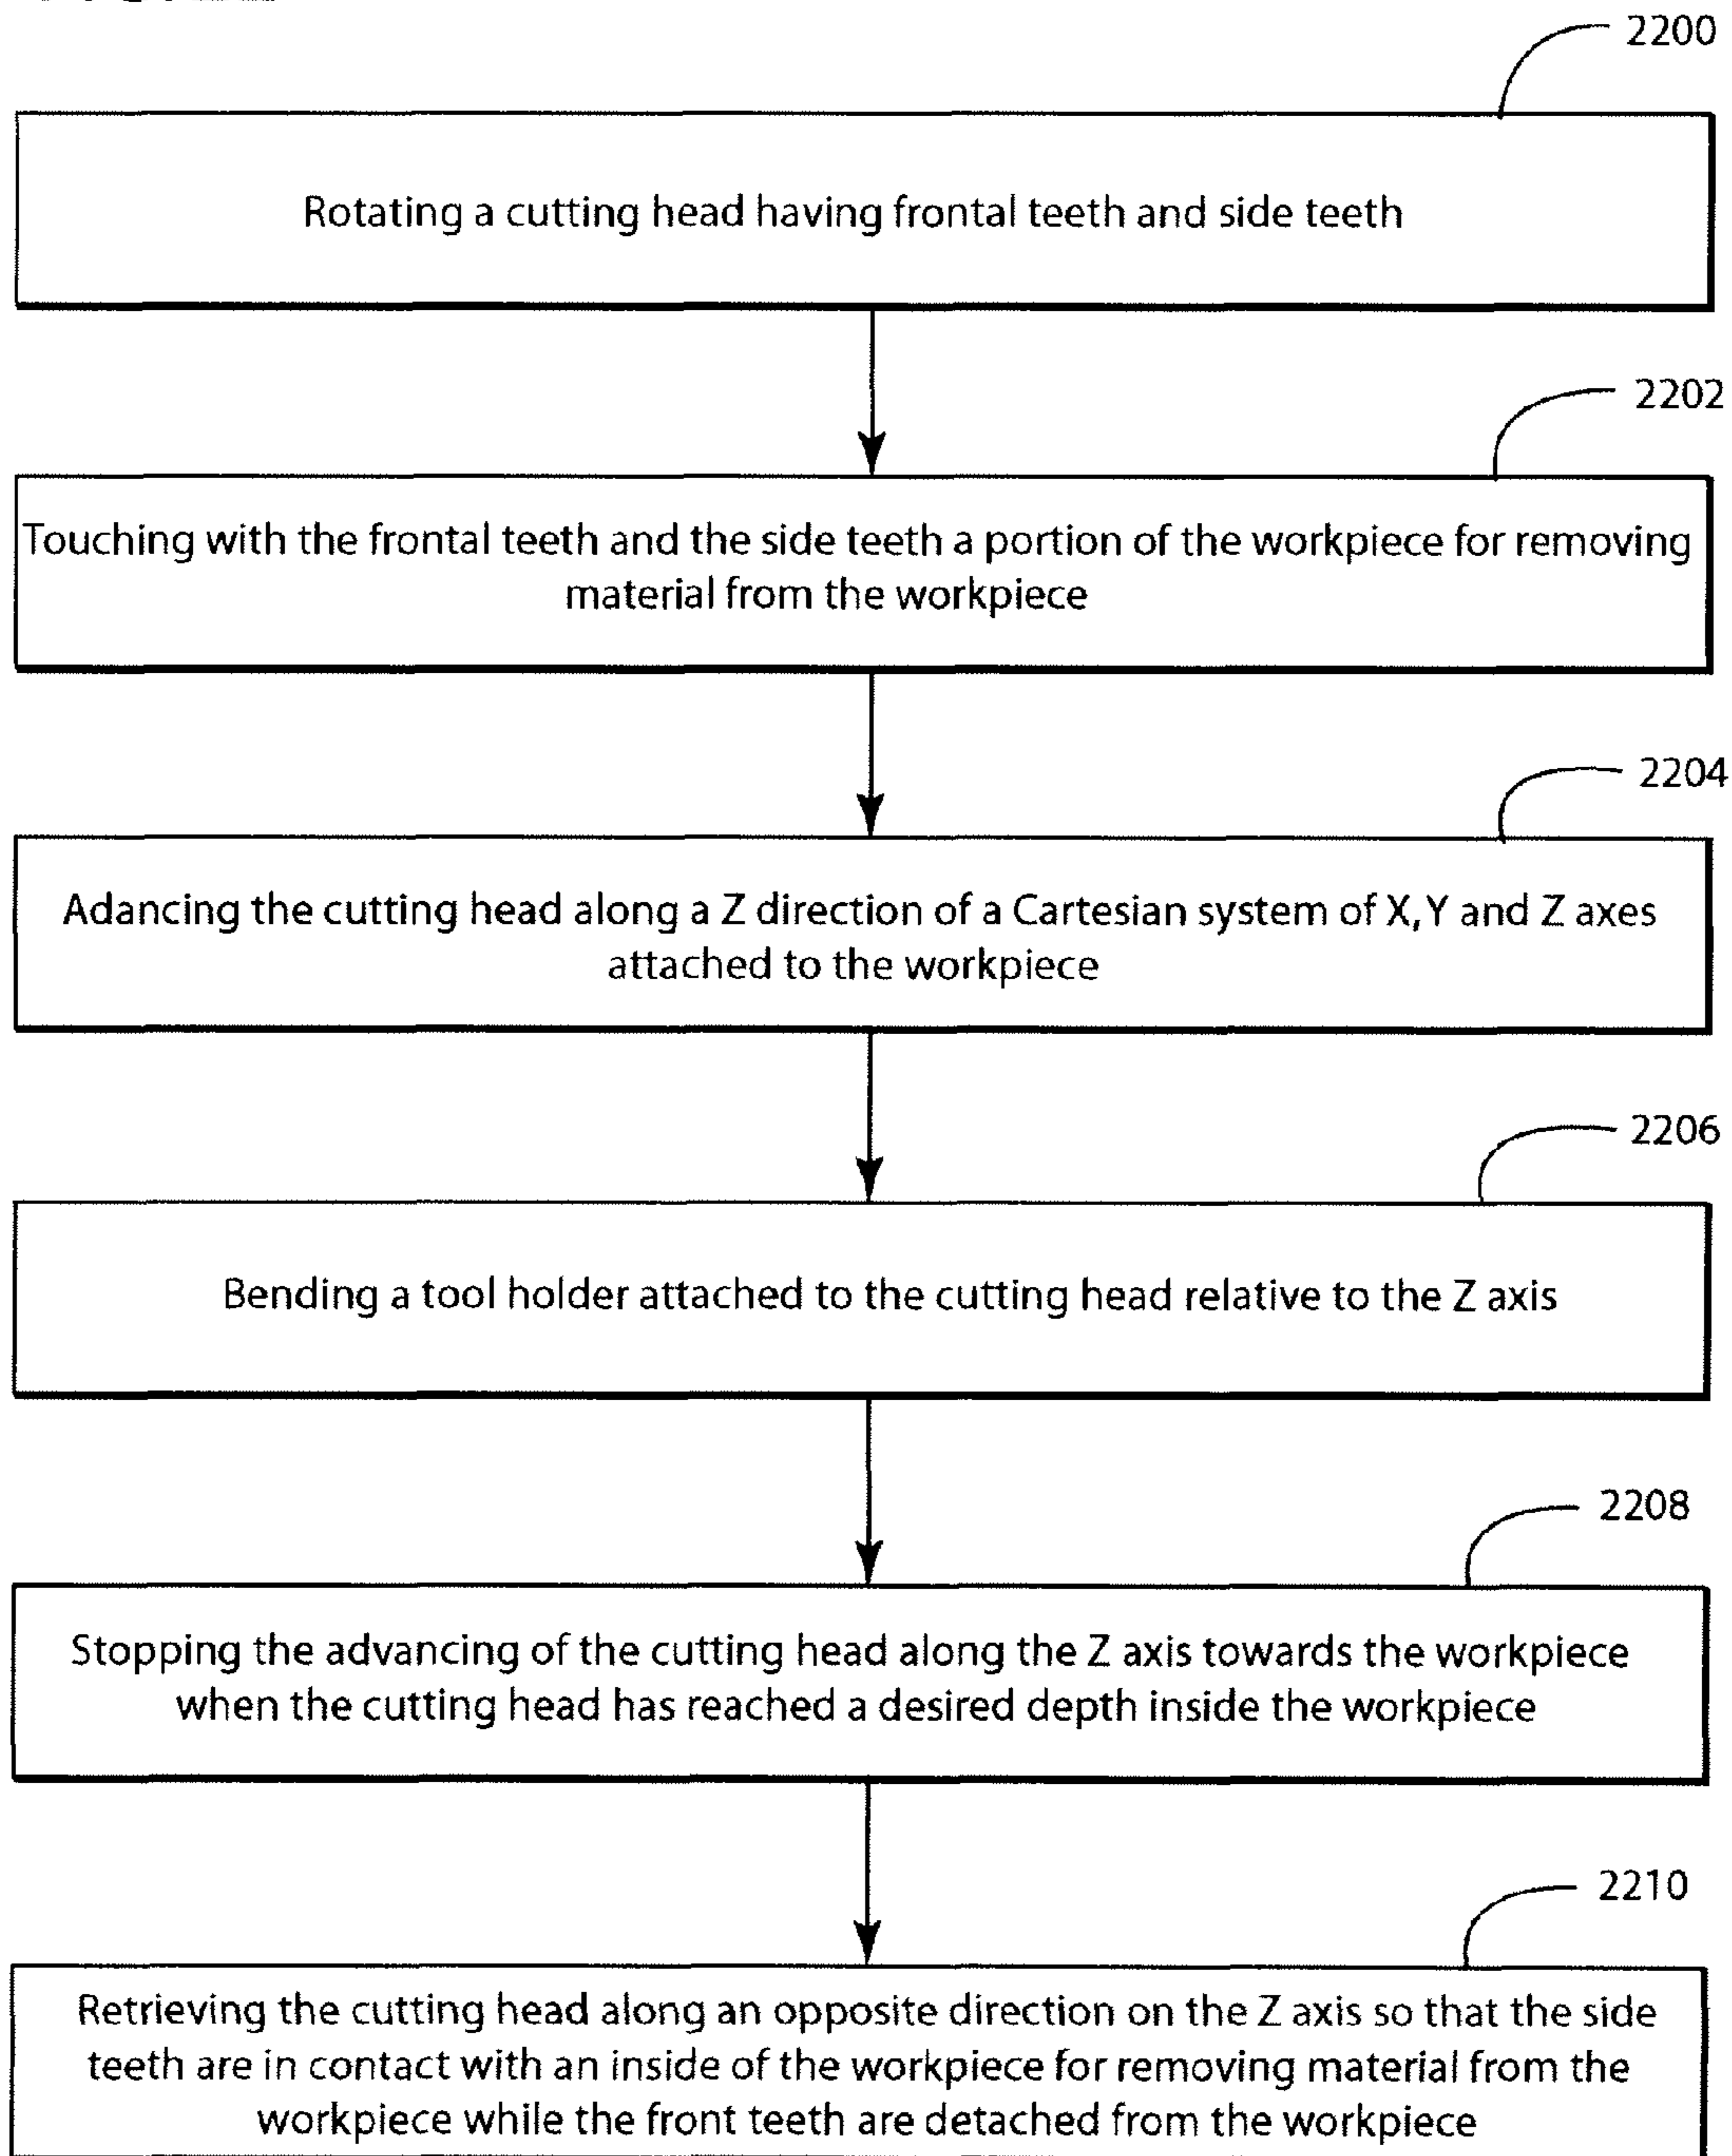 2200
Rotating a cutting head having frontal teeth and side teeth
2202
Touching with the frontal teeth and the side teeth a portion of the workpiece for removing
material from the workpiece
2204
Adancing the cutting head along a Z direction of a Cartesian system of X, Y and Z axes
attached to the workpiece
2206
Bending a tool holder attached to the cutting head relative to the Z axis
2208
Stopping the advancing of the cutting head along the Z axis towards the workpiece
when the cutting head has reached a desired depth inside the workpiece
2210
Retrieving the cutting head along an opposite direction on the Z axis so that the side
teeth are in contact with an inside of the workpiece for removing material from the
workpiece while the front teeth are detached from the workpiece